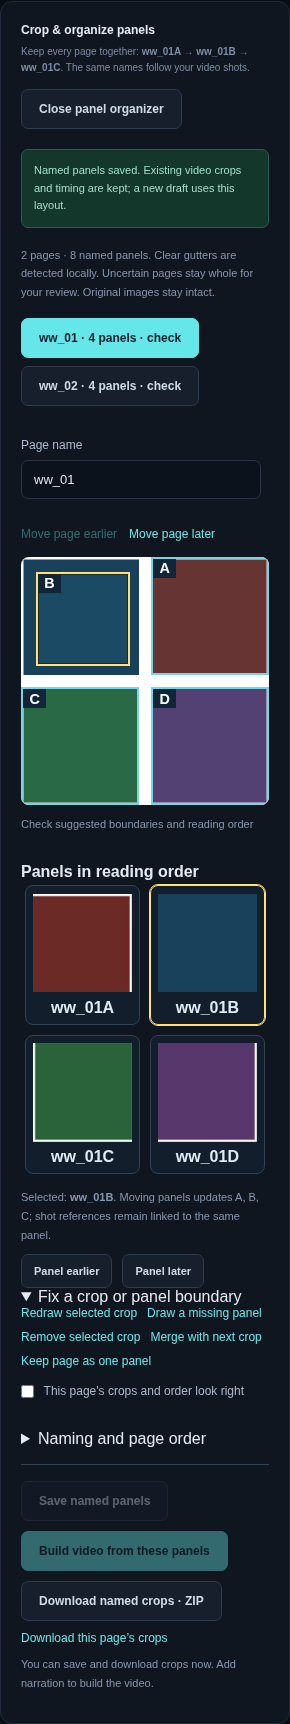 Crop & organize panels
Keep every page together: ww_01A → ww_01B →
ww_01C. The same names follow your video shots.
Close panel organizer
Named panels saved. Existing video crops
and timing are kept; a new draft uses this
layout.
2 pages · 8 named panels. Clear gutters are
detected locally. Uncertain pages stay whole for
your review. Original images stay intact.
ww_01 · 4 panels · check
ww_02 · 4 panels · check
Page name
ww_01
Move page earlier Move page later
B A
C D
Check suggested boundaries and reading order
Panels in reading order
ww_01A ww_01B
ww_01C ww_01D
Selected: ww_01B. Moving panels updates A, B,
C; shot references remain linked to the same
panel.
Panel earlier Panel later
Fix a crop or panel boundary
Redraw selected crop Draw a missing panel
Remove selected crop Merge with next crop
Keep page as one panel
This page's crops and order look right
Naming and page order
Save named panels
Build video from these panels
Download named crops · ZIP
Download this page's crops
You can save and download crops now. Add
narration to build the video.